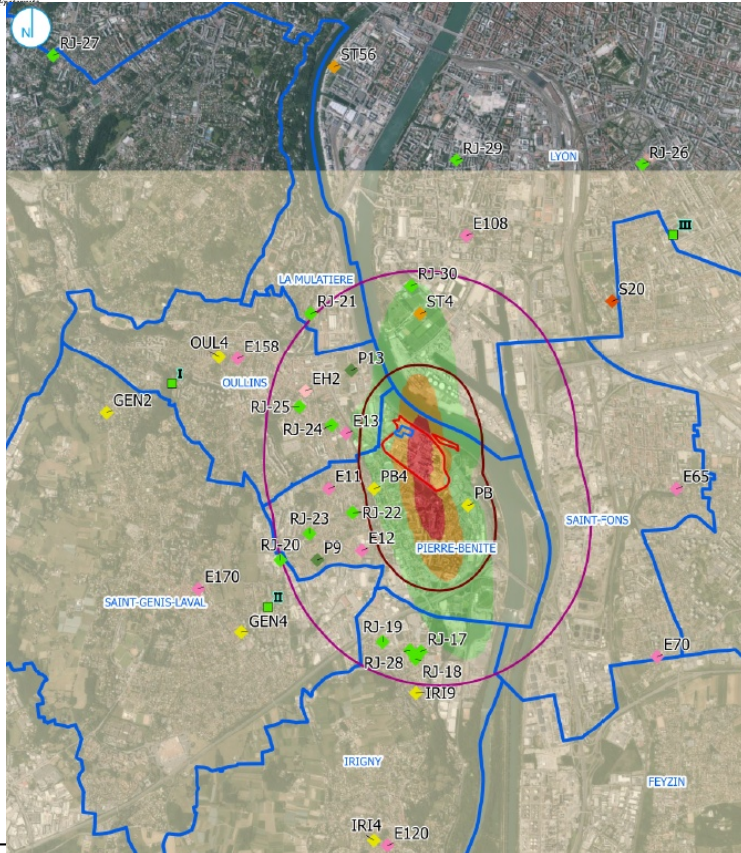 N
RJ-27
ST56
RJ-29
LYON
RJ-26
III
E108
LA MULATIERE
RJ-30
S20
RJ-21
ST4
OUL4
E158
P13
I
OULLINS
EH2
GEN2
RJ-25
RJ-24
E13
E11
PB4
E65
PB
RJ-22
SAINT-FONS
RJ-23
E12
PIERRE-BENITE
RJ-20
P9
E170
SAINT-GENIS-LAVAL
II
GEN4
RJ-19
RJ-17
RJ-28
RJ-18
E70
IRI9
IRIGNY
FEYZIN
IRI4
E120